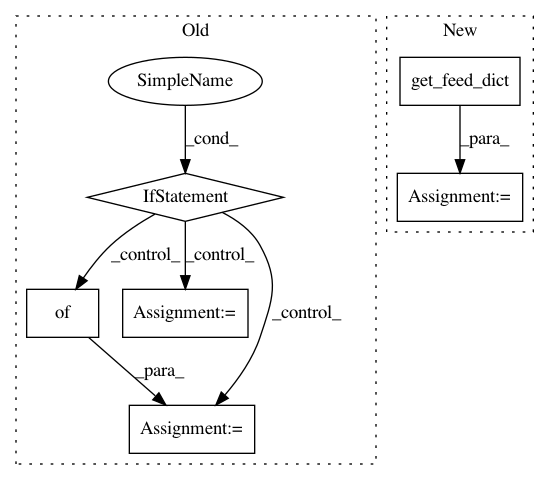 Old
New
SimpleName
get_feed_dict
_cond_
_para_
IfStatement
Assignment:=
_control_
_control_
_control_
of
Assignment:=
_para_
Assignment:=